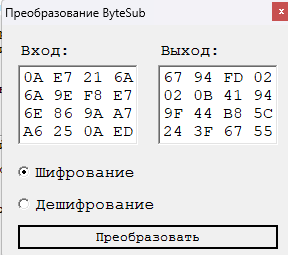 Преобразование ByteSub
Вход: Выход:
0A E7 21 6A 67 94 FD 02
6A 9E F8 E7 02 0B 41 94
6E 86 9A A7 9F 44 B8 5C
A6 25 0A ED 24 3F 67 55
Шифрование
Дешифрование
Преобразовать